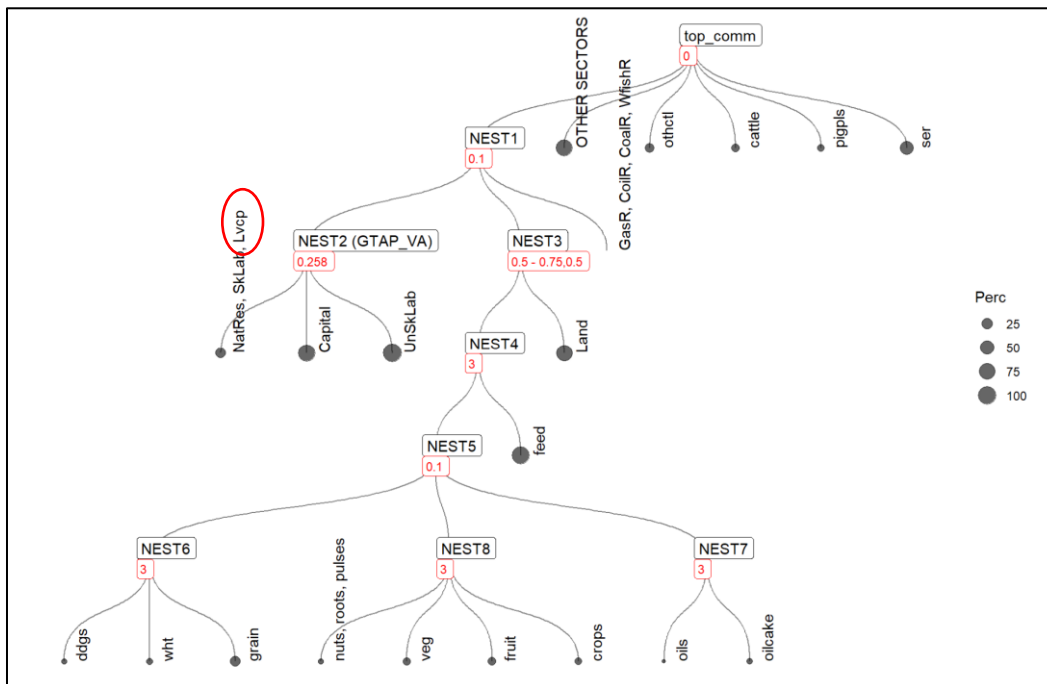 top_comm
0
OTHER SECTORS
othctl
cattle
pigpls
ser
NEST1
0.1
GasR, CoilR, CoalR, WfishR
NEST2 (GTAP_VA)
0.258
NEST3
0.5 - 0.75,0.5
NatRes, SkLab, Lvcp
Capital
UnSkLab
NEST4
3
Land
Perc
25
50
75
100
NEST5
0.1
feed
NEST6
3
NEST8
3
NEST7
3
ddgs
wht
grain
nuts, roots, pulses
veg
fruit
crops
oils
oilcake